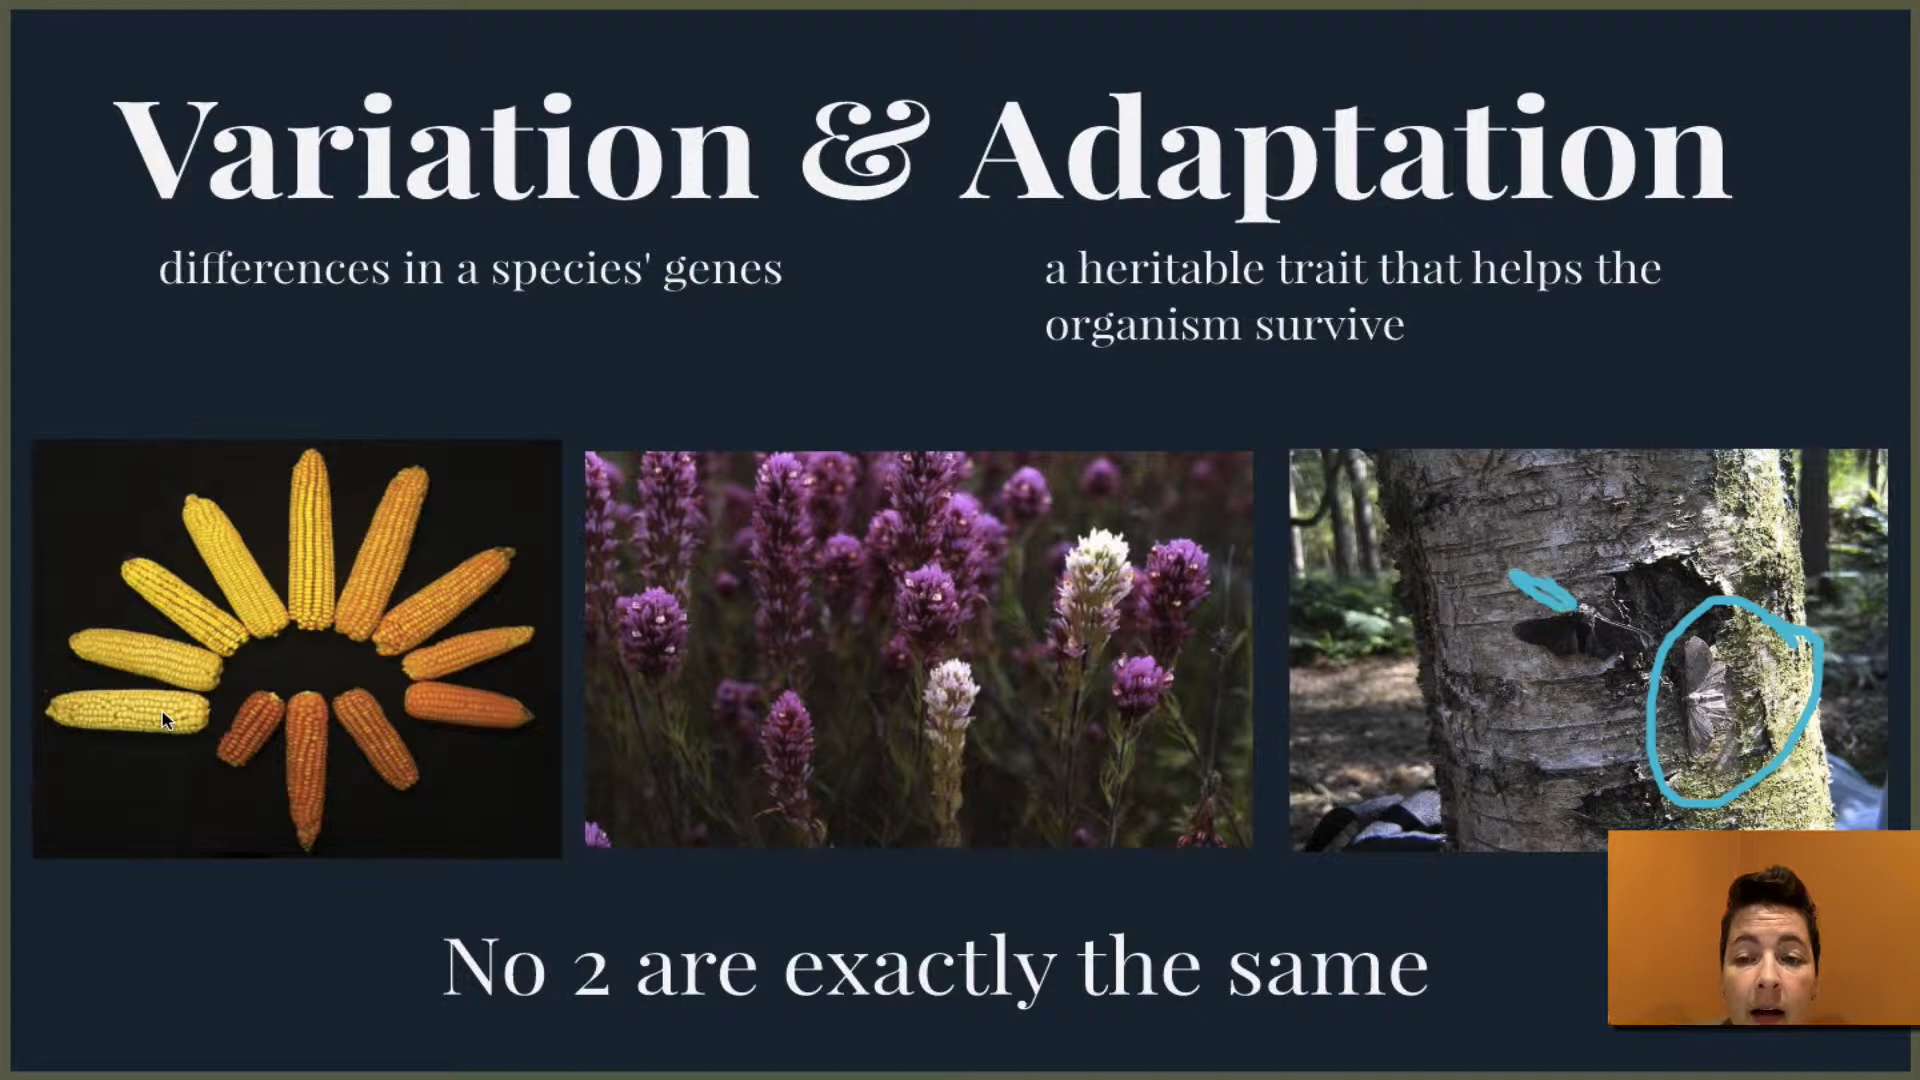 Variation & Adaptation
differences in a species' genes
a heritable trait that helps the
organism survive
No 2 are exactly the same